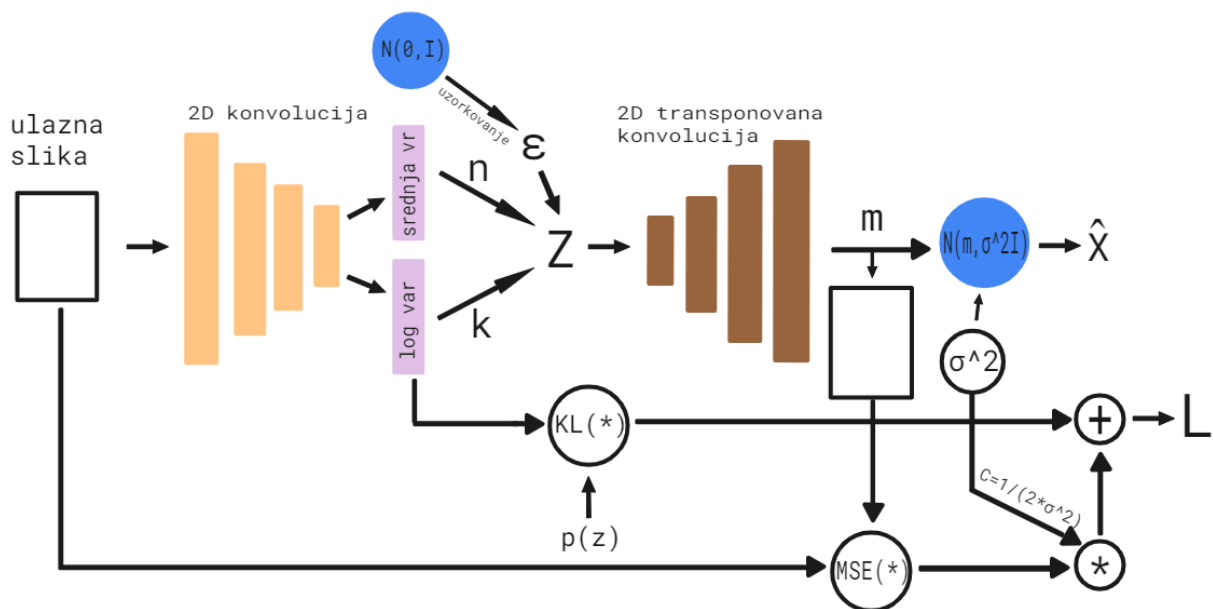 N(0,I)
uzorkovanje
2D konvolucija
2D transponovana
konvolucija
ulazna
slika
srednja vr
ε
n
m
Z
N(m,σ^2I)
X̂
log var
k
σ^2
KL(*)
+
L
C=1/(2*σ^2)
p(z)
MSE(*)
*